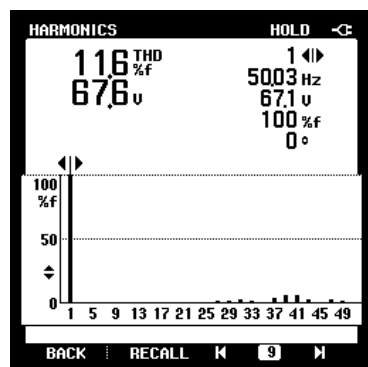 HARMONICS HOLD
11.6 THD %f
67.6 V
1
50.03 Hz
67.1 V
100 %f
0 °
100
%f
50
0
1 5 9 13 17 21 25 29 33 37 41 45 49
BACK RECALL 9